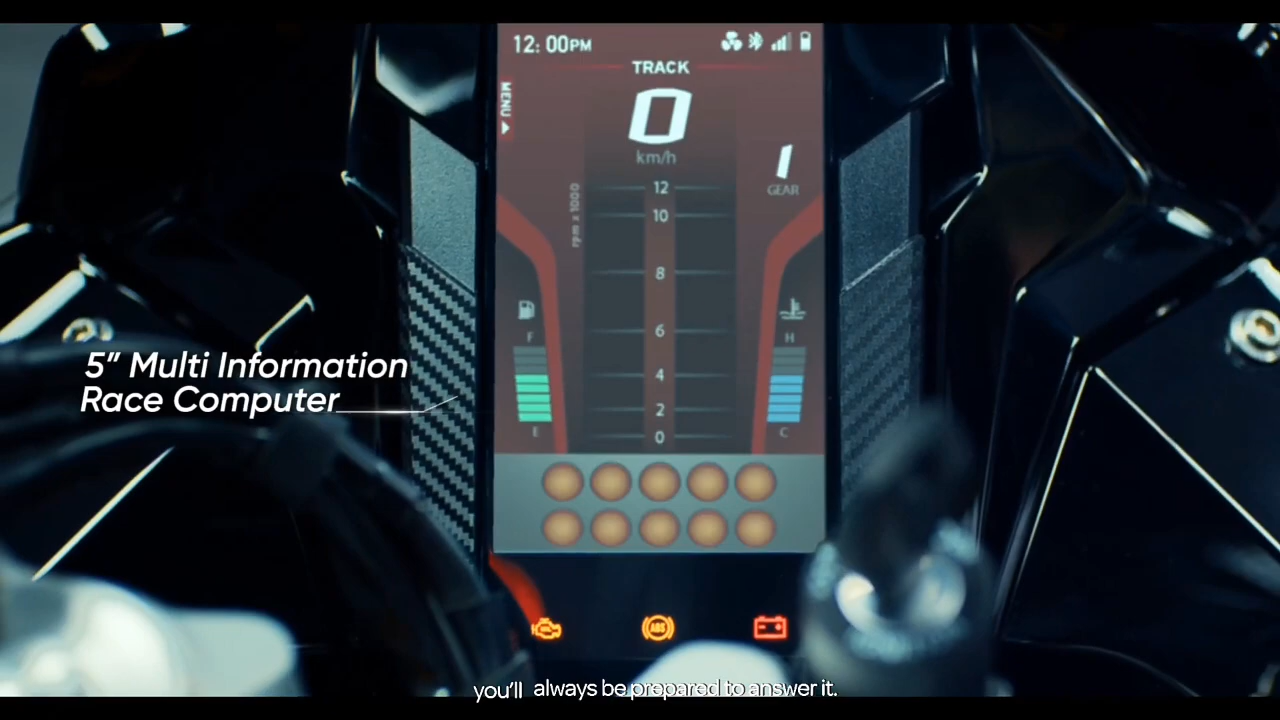 12: 00PM
TRACK
MENU
0
km/h
1
GEAR
rpm x 1000
12
10
8
6
4
2
0
F
E
H
C
5” Multi Information
Race Computer
ABS
you’ll always be prepared to answer it.